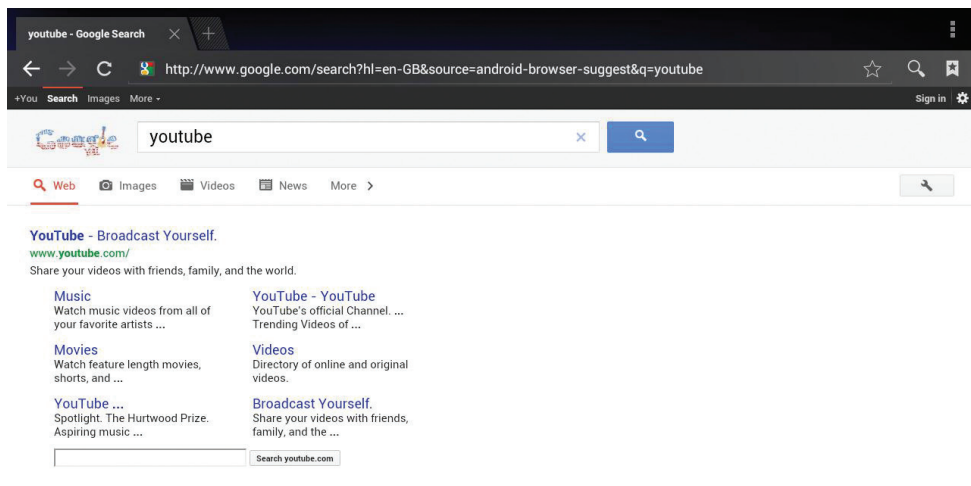 youtube - Google Search
http://www.google.com/search?hl=en-GB&source=android-browser-suggest&q=youtube
+You Search Images More
Sign in
Google
youtube
Web Images Videos News More
YouTube - Broadcast Yourself.
www.youtube.com/
Share your videos with friends, family, and the world.
Music
Watch music videos from all of
your favorite artists ...
YouTube - YouTube
YouTube's official Channel. ...
Trending Videos of ...
Movies
Watch feature length movies,
shorts, and ...
Videos
Directory of online and original
videos.
YouTube ...
Spotlight. The Hurtwood Prize.
Aspiring music ...
Broadcast Yourself.
Share your videos with friends,
family, and the ...
Search youtube.com